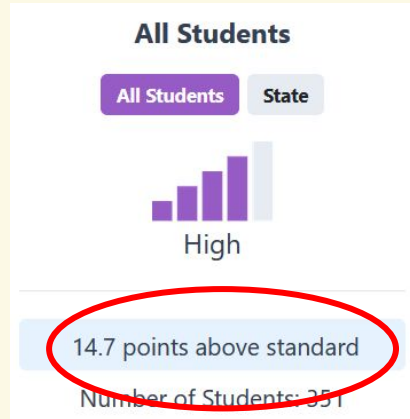 All Students
All Students State
High
14.7 points above standard
Number of Students: 351